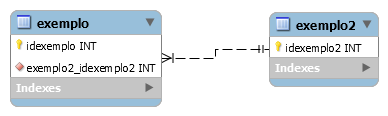 exemplo
idexemplo INT
exemplo2_idexemplo2 INT
Indexes
exemplo2
idexemplo2 INT
Indexes